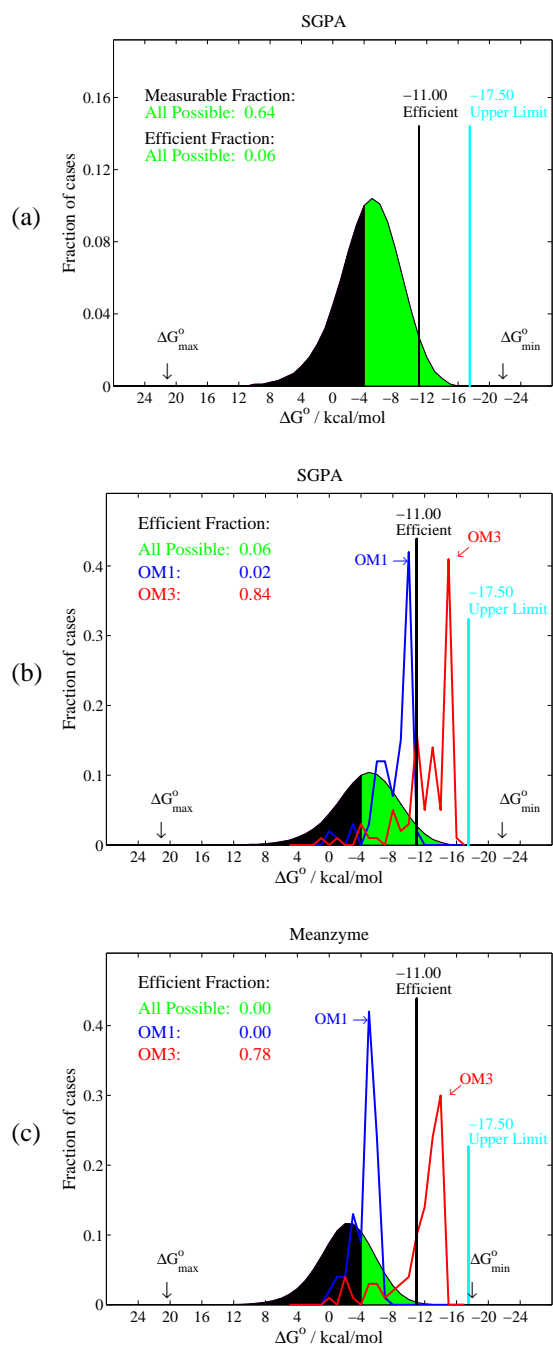 SGPA
(a)
Fraction of cases
0.16
0.12
0.08
0.04
0
Measurable Fraction:
All Possible: 0.64
Efficient Fraction:
All Possible: 0.06
−11.00
Efficient
−17.50
Upper Limit
ΔG°max
ΔG°min
24 20 16 12 8 4 0 −4 −8 −12 −16 −20 −24
ΔG° / kcal/mol
SGPA
(b)
Fraction of cases
0.4
0.3
0.2
0.1
0
Efficient Fraction:
All Possible: 0.06
OM1: 0.02
OM3: 0.84
−11.00
Efficient
OM1
OM3
−17.50
Upper Limit
ΔG°max
ΔG°min
24 20 16 12 8 4 0 −4 −8 −12 −16 −20 −24
ΔG° / kcal/mol
Meanzyme
(c)
Fraction of cases
0.4
0.3
0.2
0.1
0
Efficient Fraction:
All Possible: 0.00
OM1: 0.00
OM3: 0.78
−11.00
Efficient
OM1
OM3
−17.50
Upper Limit
ΔG°max
ΔG°min
24 20 16 12 8 4 0 −4 −8 −12 −16 −20 −24
ΔG° / kcal/mol